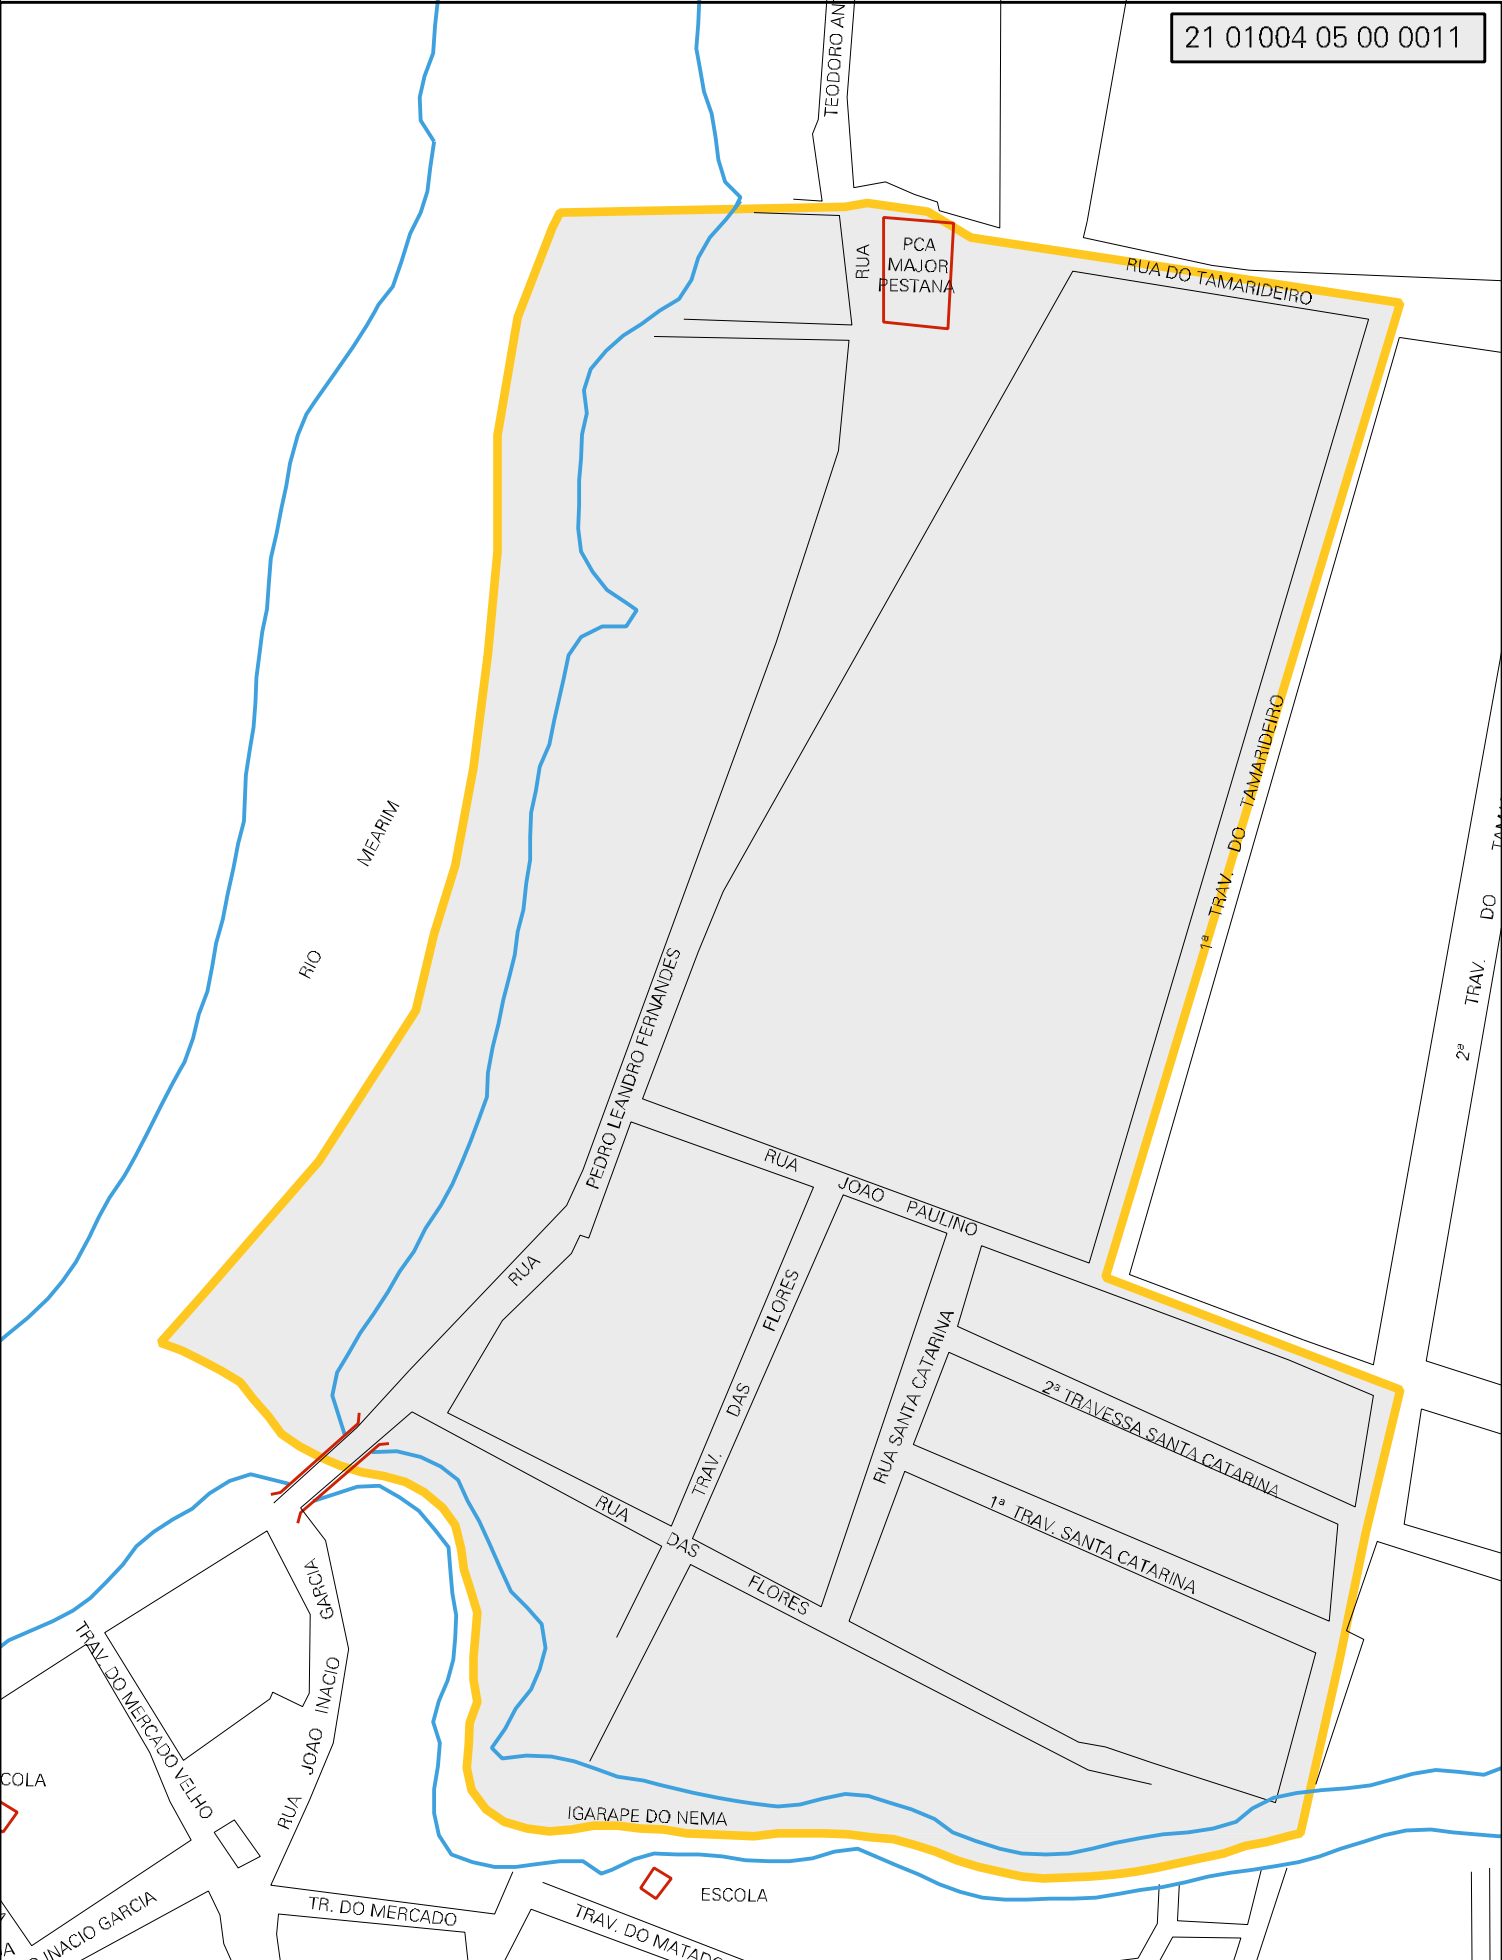 21 01004 05 00 0011
TEODORO
RUA
PCA
MAJOR
PESTANA
RUA DO TAMARIDEIRO
1ª TRAV. DO TAMARIDEIRO
2ª TRAV. DO
RIO MEARIM
RUA PEDRO LEANDRO FERNANDES
RUA JOAO PAULINO
TRAV. DAS FLORES
RUA SANTA CATARINA
2ª TRAVESSA SANTA CATARINA
1ª TRAV. SANTA CATARINA
RUA DAS FLORES
RUA JOAO INACIO GARCIA
TRAV. DO MERCADO VELHO
COLA
IGARAPE DO NEMA
ESCOLA
TR. DO MERCADO
TRAV. DO MATADO
INACIO GARCIA